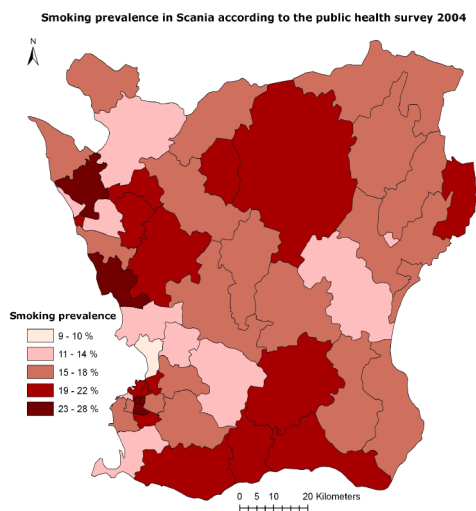 Smoking prevalence in Scania according to the public health survey 2004
N
Smoking prevalence
9 - 10 %
11 - 14 %
15 - 18 %
19 - 22 %
23 - 28 %
0 5 10 20 Kilometers